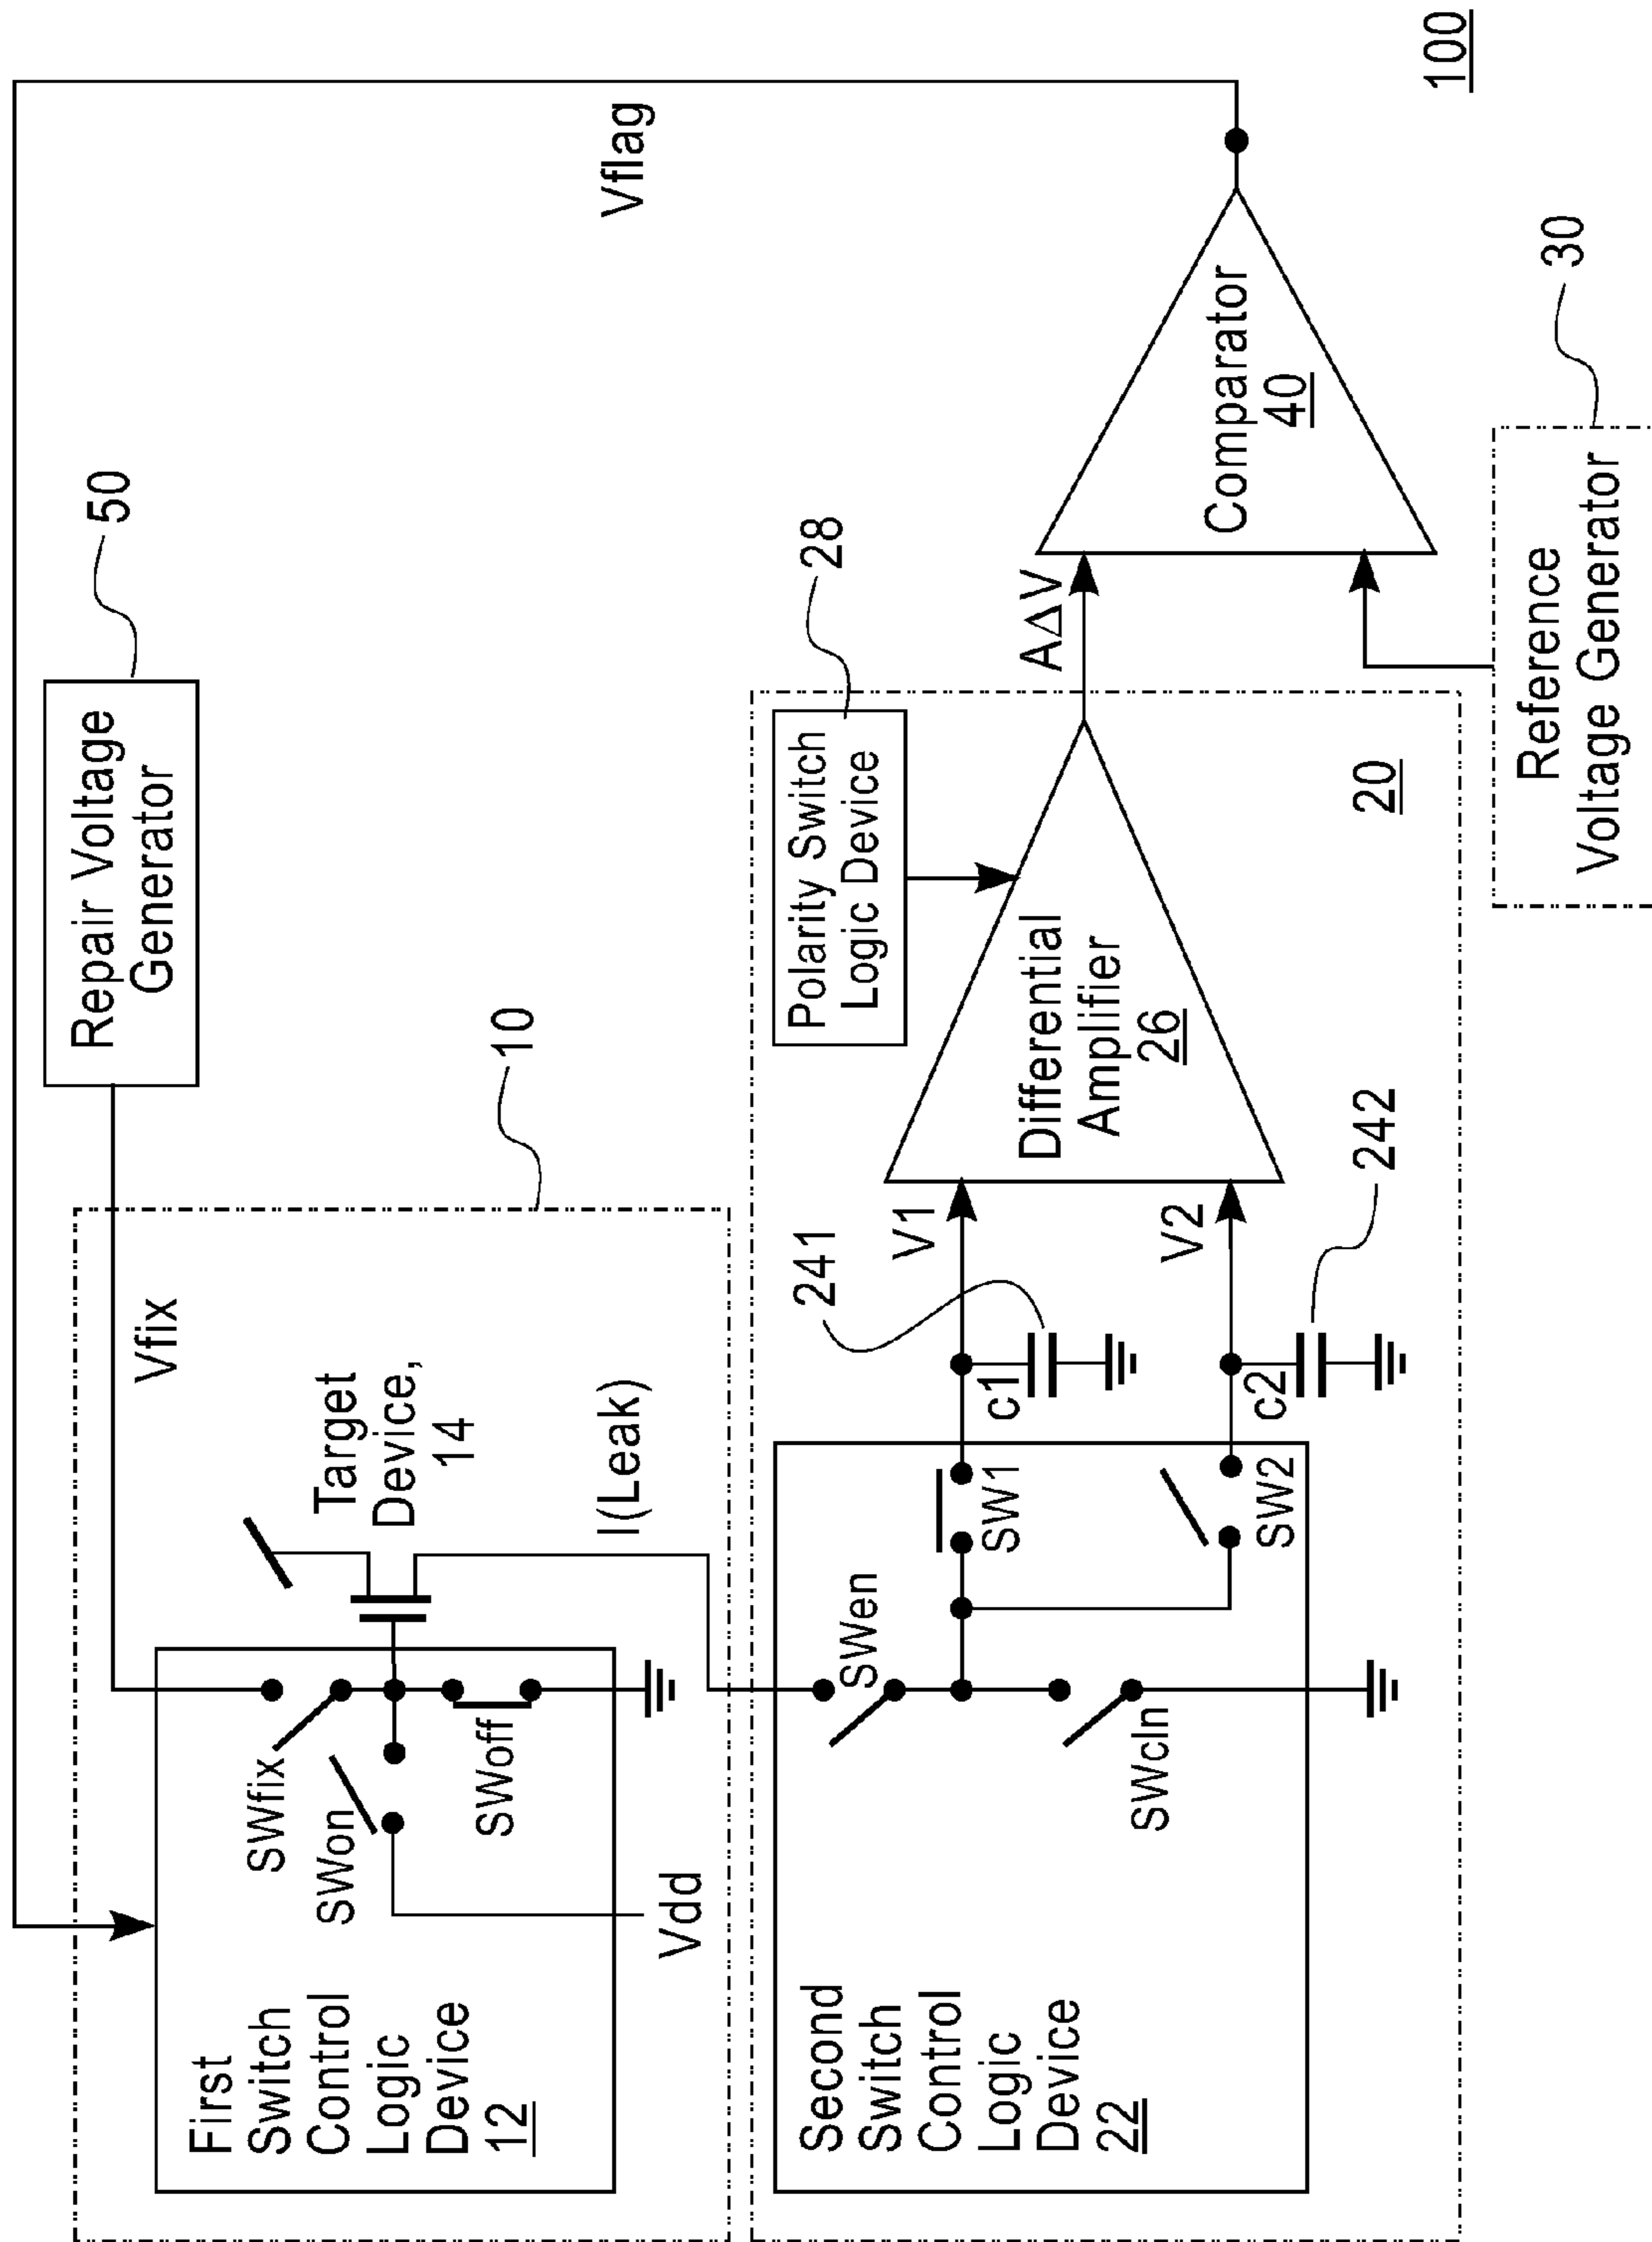 100
Vflag
Repair Voltage
Generator
50
10
Vfix
Target
Device,
14
I(Leak)
SWfix
SWon
SWoff
Vdd
First
Switch
Control
Logic
Device
12
Second
Switch
Control
Logic
Device
22
SWen
SWcln
SW1
SW2
c1
c2
241
242
V1
V2
Differential
Amplifier
26
Polarity Switch
Logic Device
28
20
AΔV
Comparator
40
30
Reference
Voltage Generator